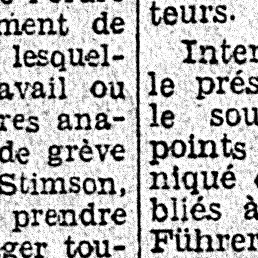 ment de
lesquel-
avail ou
res ana-
de grève
Stimson,
prendre
ger tou-
teurs.
Inter
le prés
le sou
points
niqué
bliés à
Führer